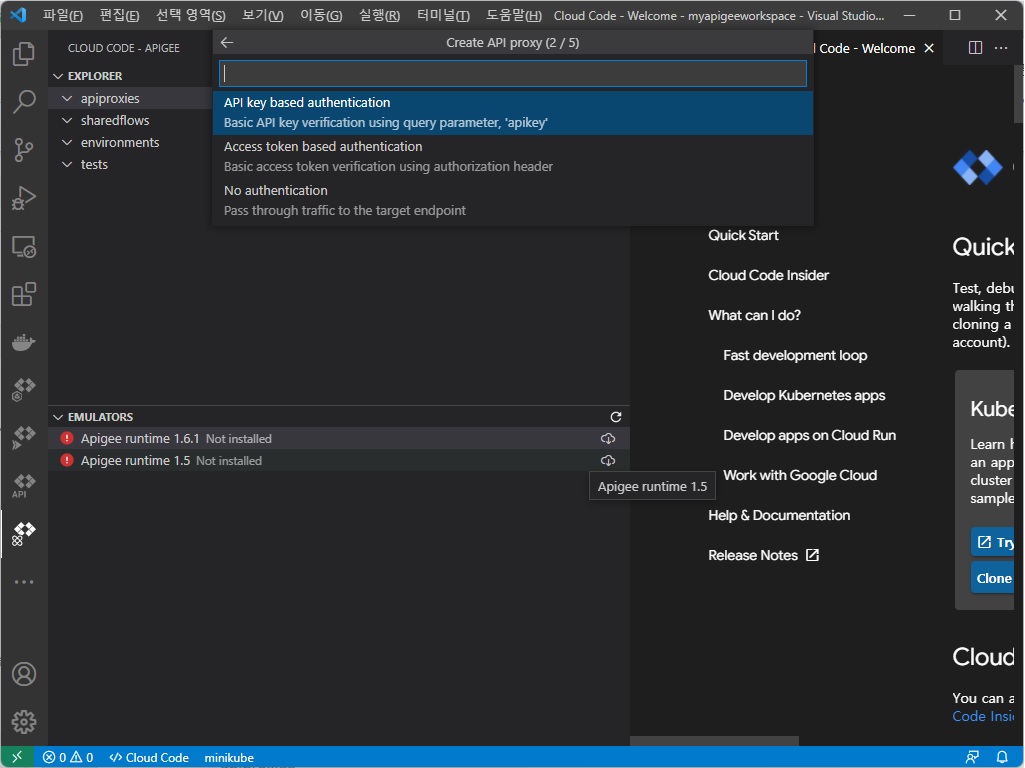 파일(F) 편집(E) 선택 영역(S) 보기(V) 이동(G) 실행(R) 터미널(T) 도움말(H) Cloud Code - Welcome - myapigeeworkspace - Visual Studio...
CLOUD CODE - APIGEE
Create API proxy (2 / 5)
Code - Welcome
EXPLORER
apiproxies
sharedflows
environments
tests
API key based authentication
Basic API key verification using query parameter, 'apikey'
Access token based authentication
Basic access token verification using authorization header
No authentication
Pass through traffic to the target endpoint
API
EMULATORS
Apigee runtime 1.6.1 Not installed
Apigee runtime 1.5 Not installed
Apigee runtime 1.5
Quick Start
Cloud Code Insider
What can I do?
Fast development loop
Develop Kubernetes apps
Develop apps on Cloud Run
Work with Google Cloud
Help & Documentation
Release Notes
Quick
Test, debu
walking th
cloning a
account).
Kube
Learn h
an app
cluster
sample
Try
Clone
Cloud
You can a
Code Insi
0 0 Cloud Code minikube